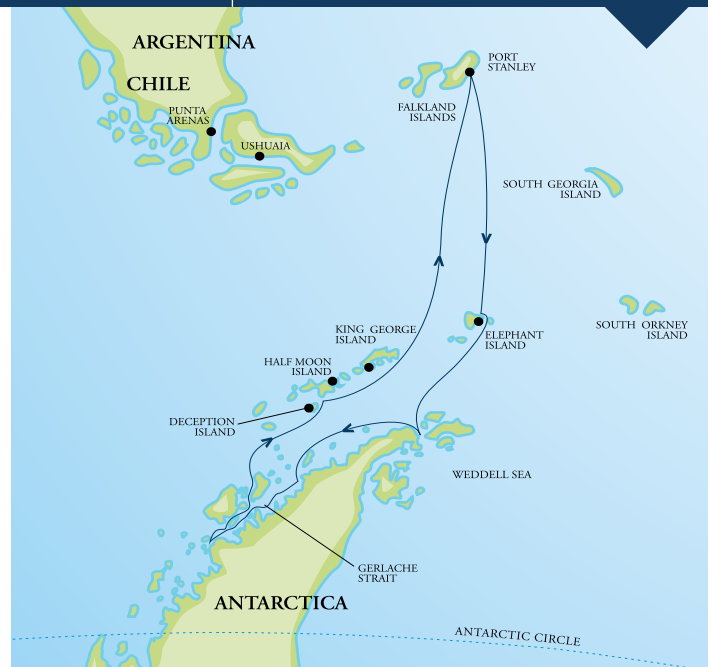 ARGENTINA
CHILE
PUNTA
ARENAS
USHUAIA
PORT
STANLEY
FALKLAND
ISLANDS
SOUTH GEORGIA
ISLAND
SOUTH ORKNEY
ISLAND
ELEPHANT
ISLAND
KING GEORGE
ISLAND
HALF MOON
ISLAND
DECEPTION
ISLAND
WEDDELL SEA
GERLACHE
STRAIT
ANTARCTICA
ANTARCTIC CIRCLE